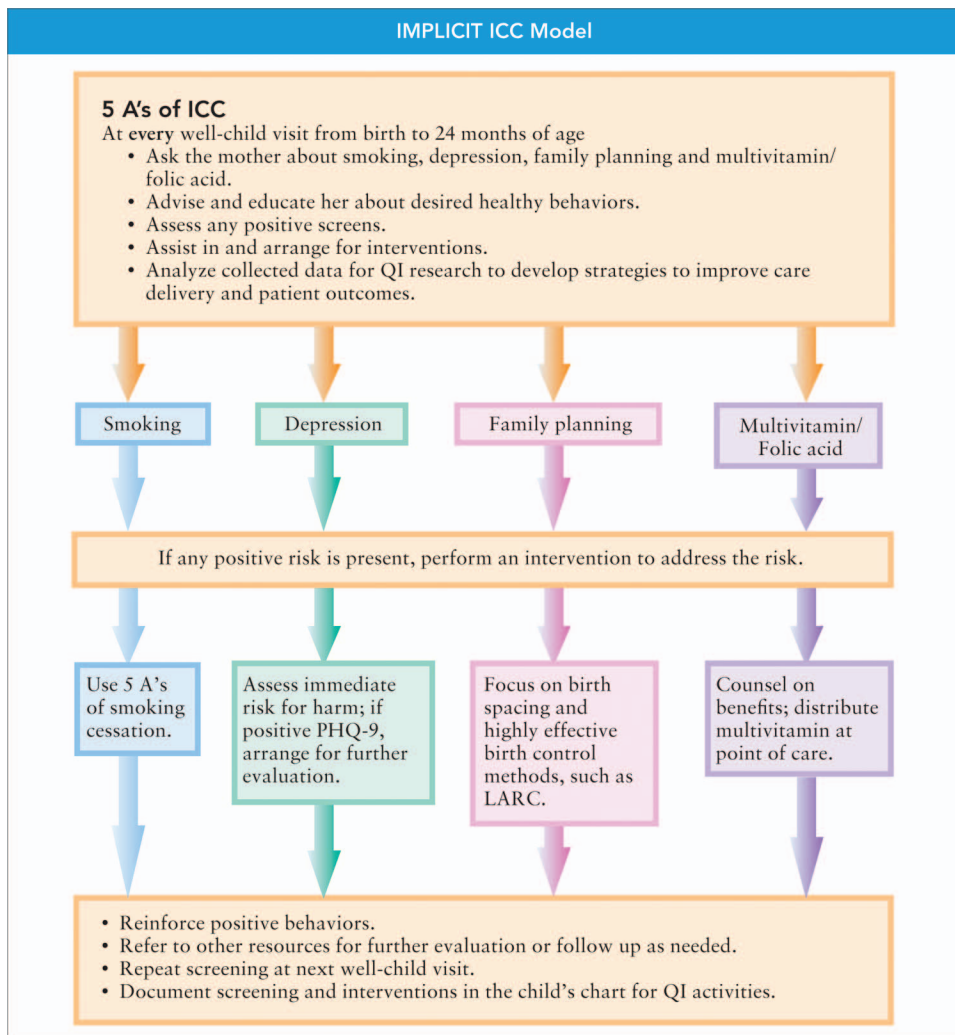 IMPLICIT ICC Model
5 A's of ICC
At every well-child visit from birth to 24 months of age
• Ask the mother about smoking, depression, family planning and multivitamin/
folic acid.
• Advise and educate her about desired healthy behaviors.
• Assess any positive screens.
• Assist in and arrange for interventions.
• Analyze collected data for QI research to develop strategies to improve care
delivery and patient outcomes.
Smoking
Depression
Family planning
Multivitamin/
Folic acid
If any positive risk is present, perform an intervention to address the risk.
Use 5 A's
of smoking
cessation.
Assess immediate
risk for harm; if
positive PHQ-9,
arrange for further
evaluation.
Focus on birth
spacing and
highly effective
birth control
methods, such as
LARC.
Counsel on
benefits; distribute
multivitamin at
point of care.
• Reinforce positive behaviors.
• Refer to other resources for further evaluation or follow up as needed.
• Repeat screening at next well-child visit.
• Document screening and interventions in the child's chart for QI activities.